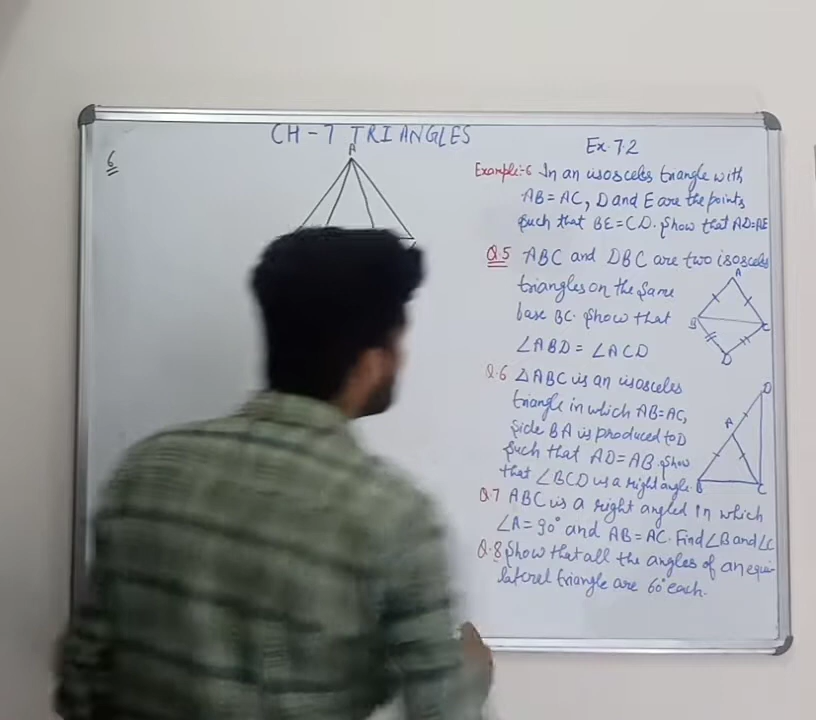 CH-7 TRIANGLES
Ex. 7.2
6
A
Example:-6 In an isosceles triangle with
AB = AC, D and E are the points
such that BE = CD. Show that AD=AE
Q.5 ABC and DBC are two isosceles
triangles on the same
base BC. Show that
∠ABD = ∠ACD
A
B
C
D
Q.6 ΔABC is an isosceles
triangle in which AB=AC,
side BA is produced to D
such that AD=AB. Show
that ∠BCD is a right angle.
D
A
B
C
Q.7 ABC is a right angled in which
∠A = 90° and AB = AC. Find ∠B and ∠C
Q.8 Show that all the angles of an equi-
lateral triangle are 60° each.